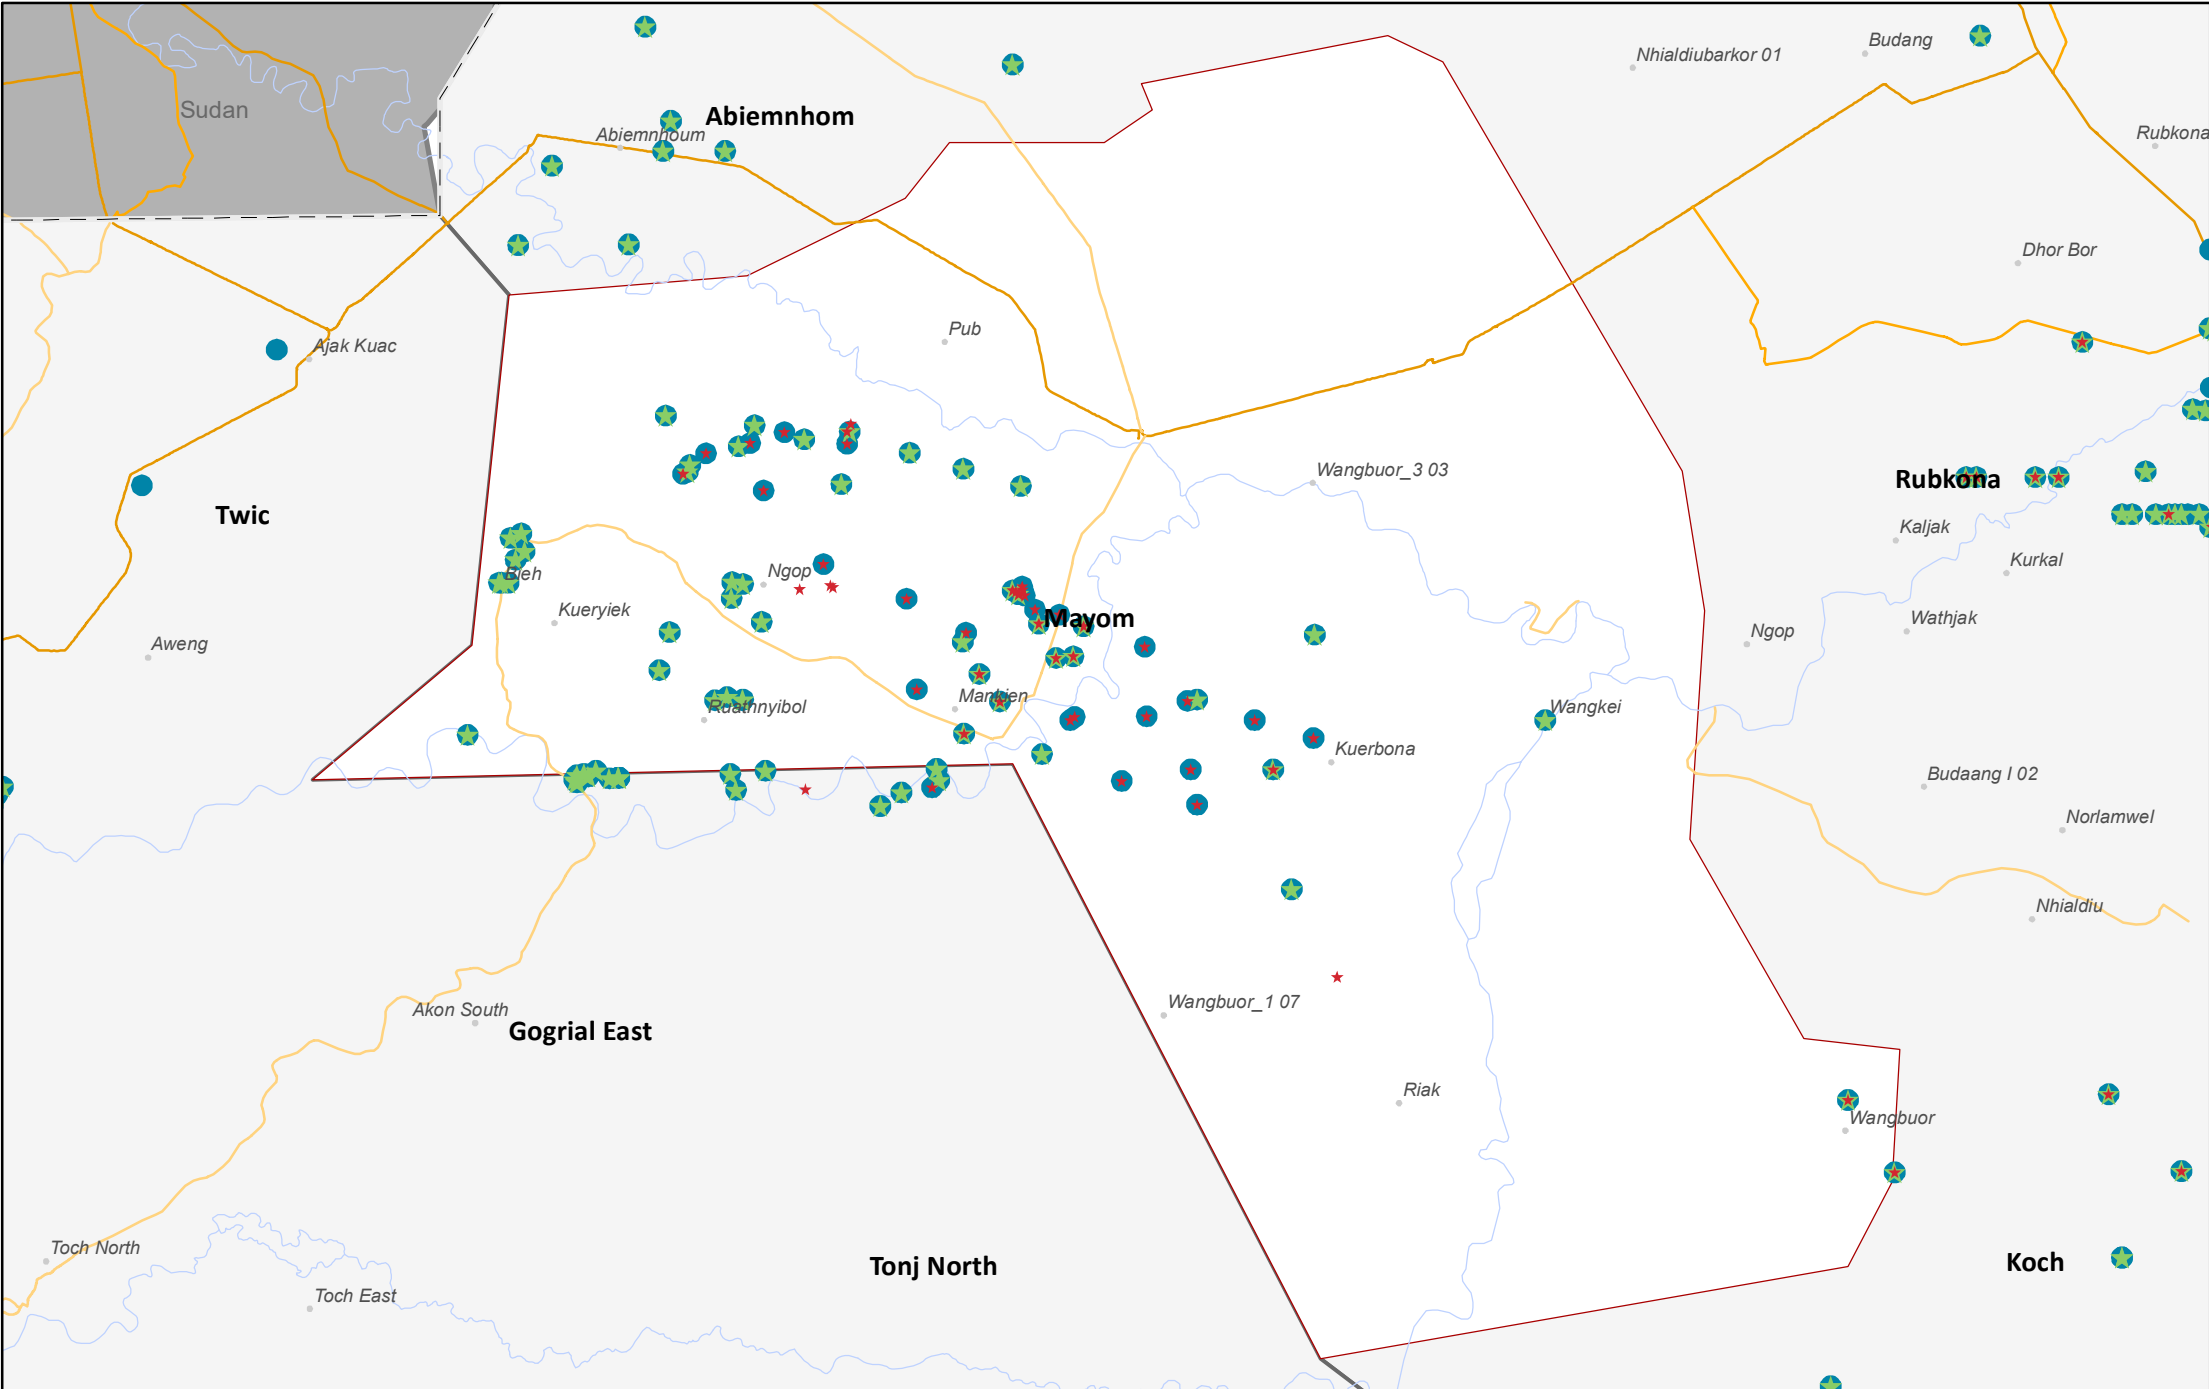 Budang
Nhialdiubarkor 01
Sudan
Abiemnhom
Abiemnhoum
Rubkona
Dhor Bor
Pub
Ajak Kuac
Wangbuor_3 03
Rubkona
Twic
Kaljak
Kurkal
Bieh
Ngop
Kueryiek
Mayom
Wathjak
Ngop
Aweng
Mankien
Ruathnyibol
Wangkei
Kuerbona
Budaang I 02
Norlamwel
Nhialdiu
Wangbuor_1 07
Akon South
Gogrial East
Riak
Wangbuor
Toch North
Tonj North
Koch
Toch East